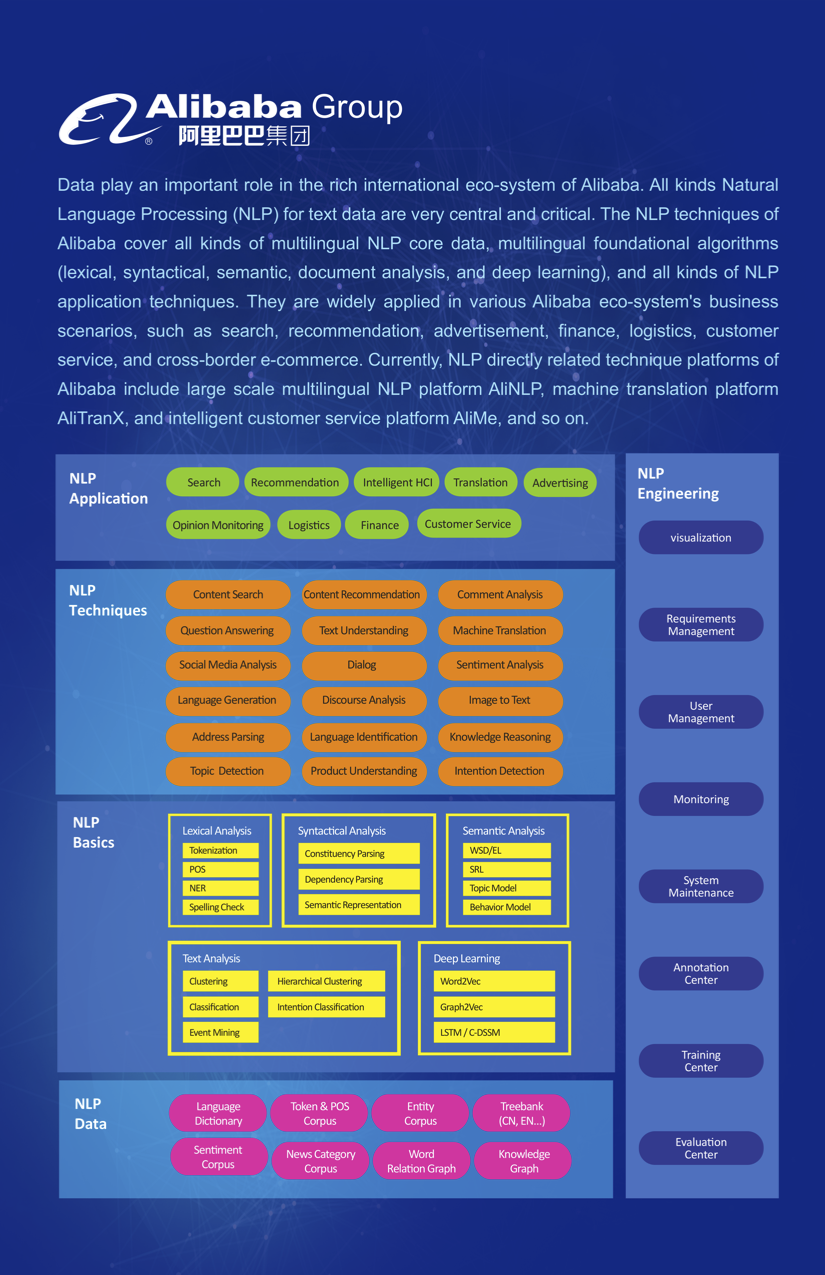 Alibaba Group
阿里巴巴集团
®
Data play an important role in the rich international eco-system of Alibaba. All kinds Natural
Language Processing (NLP) for text data are very central and critical. The NLP techniques of
Alibaba cover all kinds of multilingual NLP core data, multilingual foundational algorithms
(lexical, syntactical, semantic, document analysis, and deep learning), and all kinds of NLP
application techniques. They are widely applied in various Alibaba eco-system's business
scenarios, such as search, recommendation, advertisement, finance, logistics, customer
service, and cross-border e-commerce. Currently, NLP directly related technique platforms of
Alibaba include large scale multilingual NLP platform AliNLP, machine translation platform
AliTranX, and intelligent customer service platform AliMe, and so on.
NLP
Application
Search
Recommendation
Intelligent HCI
Translation
Advertising
Opinion Monitoring
Logistics
Finance
Customer Service
NLP
Techniques
Content Search
Content Recommendation
Comment Analysis
Question Answering
Text Understanding
Machine Translation
Social Media Analysis
Dialog
Sentiment Analysis
Language Generation
Discourse Analysis
Image to Text
Address Parsing
Language Identification
Knowledge Reasoning
Topic Detection
Product Understanding
Intention Detection
NLP
Basics
Lexical Analysis
Tokenization
POS
NER
Spelling Check
Syntactical Analysis
Constituency Parsing
Dependency Parsing
Semantic Representation
Semantic Analysis
WSD/EL
SRL
Topic Model
Behavior Model
Text Analysis
Clustering
Hierarchical Clustering
Classification
Intention Classification
Event Mining
Deep Learning
Word2Vec
Graph2Vec
LSTM / C-DSSM
NLP
Data
Language
Dictionary
Token & POS
Corpus
Entity
Corpus
Treebank
(CN, EN...)
Sentiment
Corpus
News Category
Corpus
Word
Relation Graph
Knowledge
Graph
NLP
Engineering
visualization
Requirements
Management
User
Management
Monitoring
System
Maintenance
Annotation
Center
Training
Center
Evaluation
Center